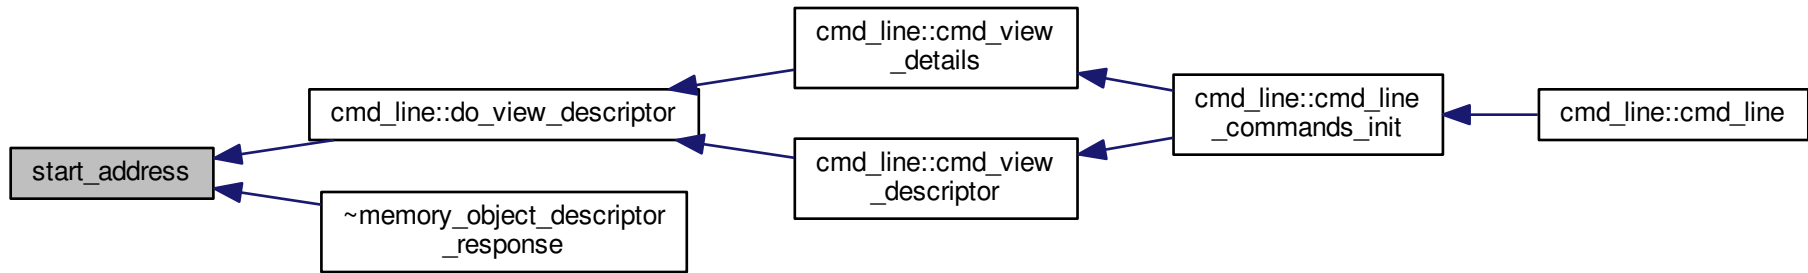 start_address
cmd_line::do_view_descriptor
~memory_object_descriptor
_response
cmd_line::cmd_view
_details
cmd_line::cmd_view
_descriptor
cmd_line::cmd_line
_commands_init
cmd_line::cmd_line